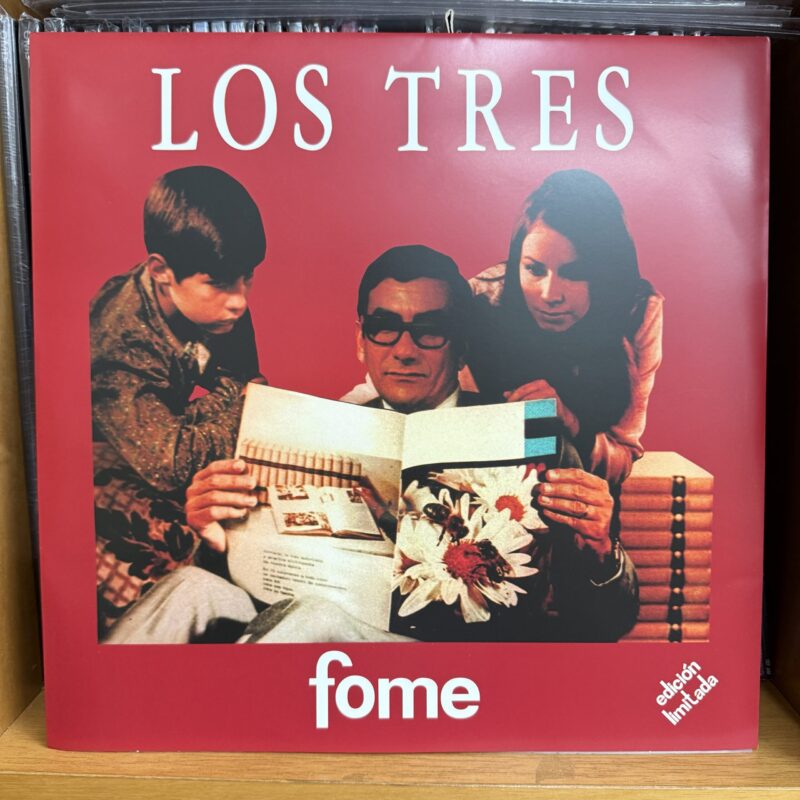 LOS TRES
fome
edición
limitada